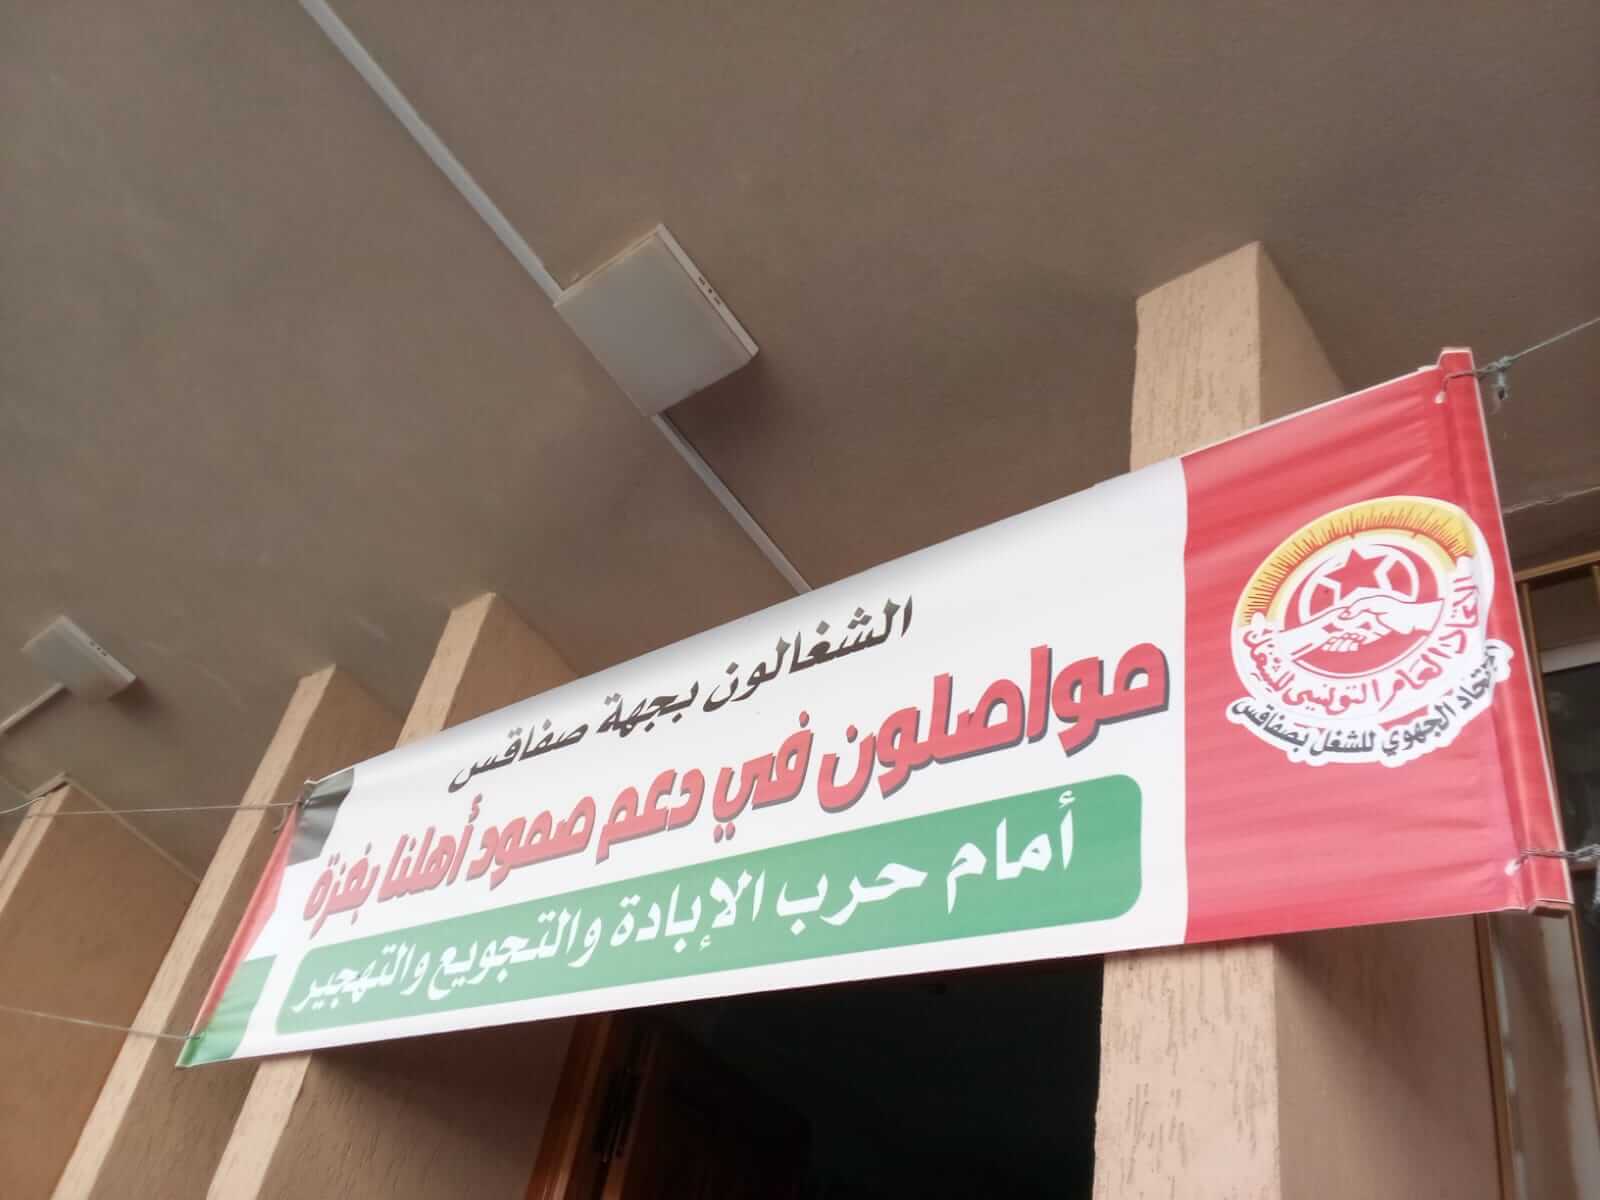 الشغالون بجهة صفاقس
مواصلون في دعم صمود أهلنا بغزة
أمام حرب الإبادة والتجويع والتهجير
الاتحاد العام التونسي للشغل
الاتحاد الجهوي للشغل بصفاقس